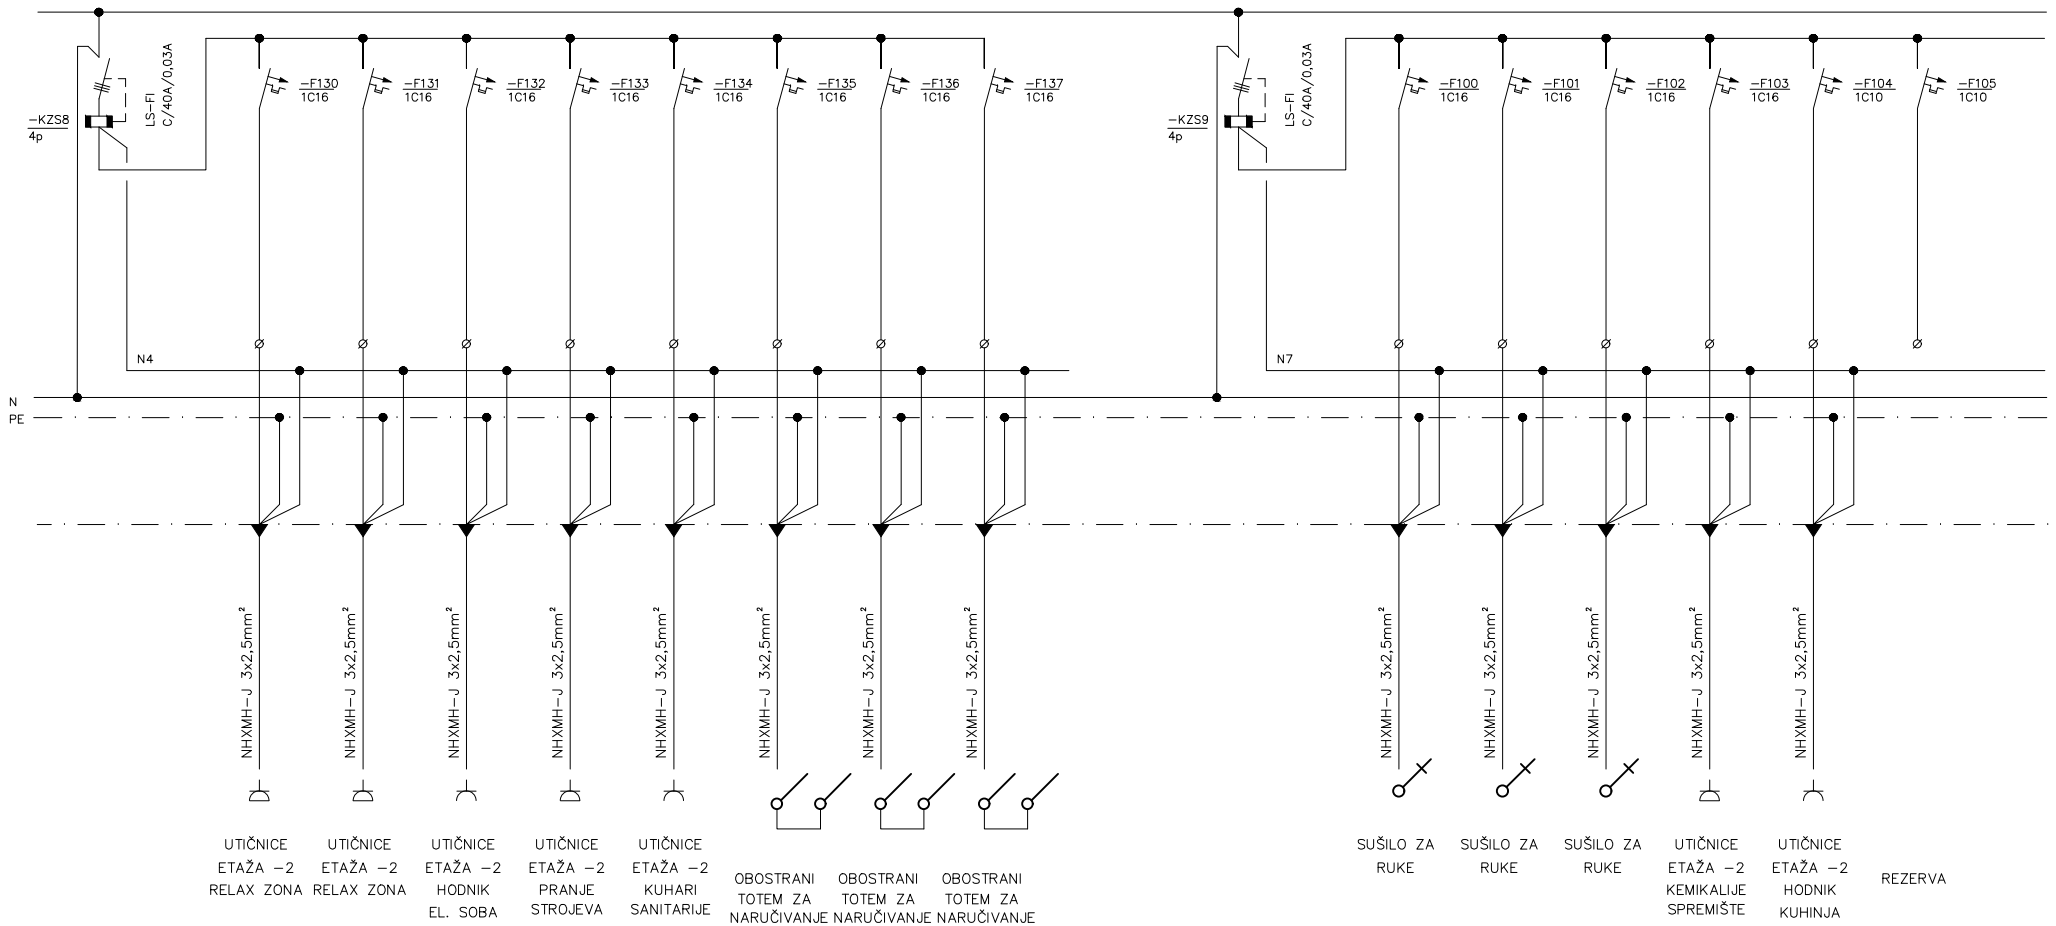 -KZS8
4p
LS-FI
C/40A/0,03A
-F130
1C16
-F131
1C16
-F132
1C16
-F133
1C16
-F134
1C16
-F135
1C16
-F136
1C16
-F137
1C16
-KZS9
4p
LS-FI
C/40A/0,03A
-F100
1C16
-F101
1C16
-F102
1C16
-F103
1C16
-F104
1C10
-F105
1C10
N4
N7
N
PE
NHXMH-J 3x2,5mm²
NHXMH-J 3x2,5mm²
NHXMH-J 3x2,5mm²
NHXMH-J 3x2,5mm²
NHXMH-J 3x2,5mm²
NHXMH-J 3x2,5mm²
NHXMH-J 3x2,5mm²
NHXMH-J 3x2,5mm²
NHXMH-J 3x2,5mm²
NHXMH-J 3x2,5mm²
NHXMH-J 3x2,5mm²
NHXMH-J 3x2,5mm²
NHXMH-J 3x2,5mm²
UTIČNICE
ETAŽA -2
RELAX ZONA
UTIČNICE
ETAŽA -2
RELAX ZONA
UTIČNICE
ETAŽA -2
HODNIK
EL. SOBA
UTIČNICE
ETAŽA -2
PRANJE
STROJEVA
UTIČNICE
ETAŽA -2
KUHARI
SANITARIJE
OBOSTRANI
TOTEM ZA
NARUČIVANJE
OBOSTRANI
TOTEM ZA
NARUČIVANJE
OBOSTRANI
TOTEM ZA
NARUČIVANJE
SUŠILO ZA
RUKE
SUŠILO ZA
RUKE
SUŠILO ZA
RUKE
UTIČNICE
ETAŽA -2
KEMIKALIJE
SPREMIŠTE
UTIČNICE
ETAŽA -2
HODNIK
KUHINJA
REZERVA